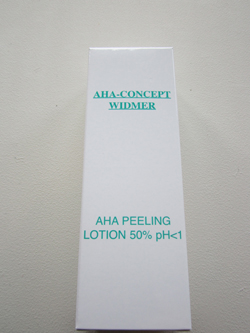 AHA-CONCEPT
WIDMER
AHA PEELING
LOTION 50% pH<1